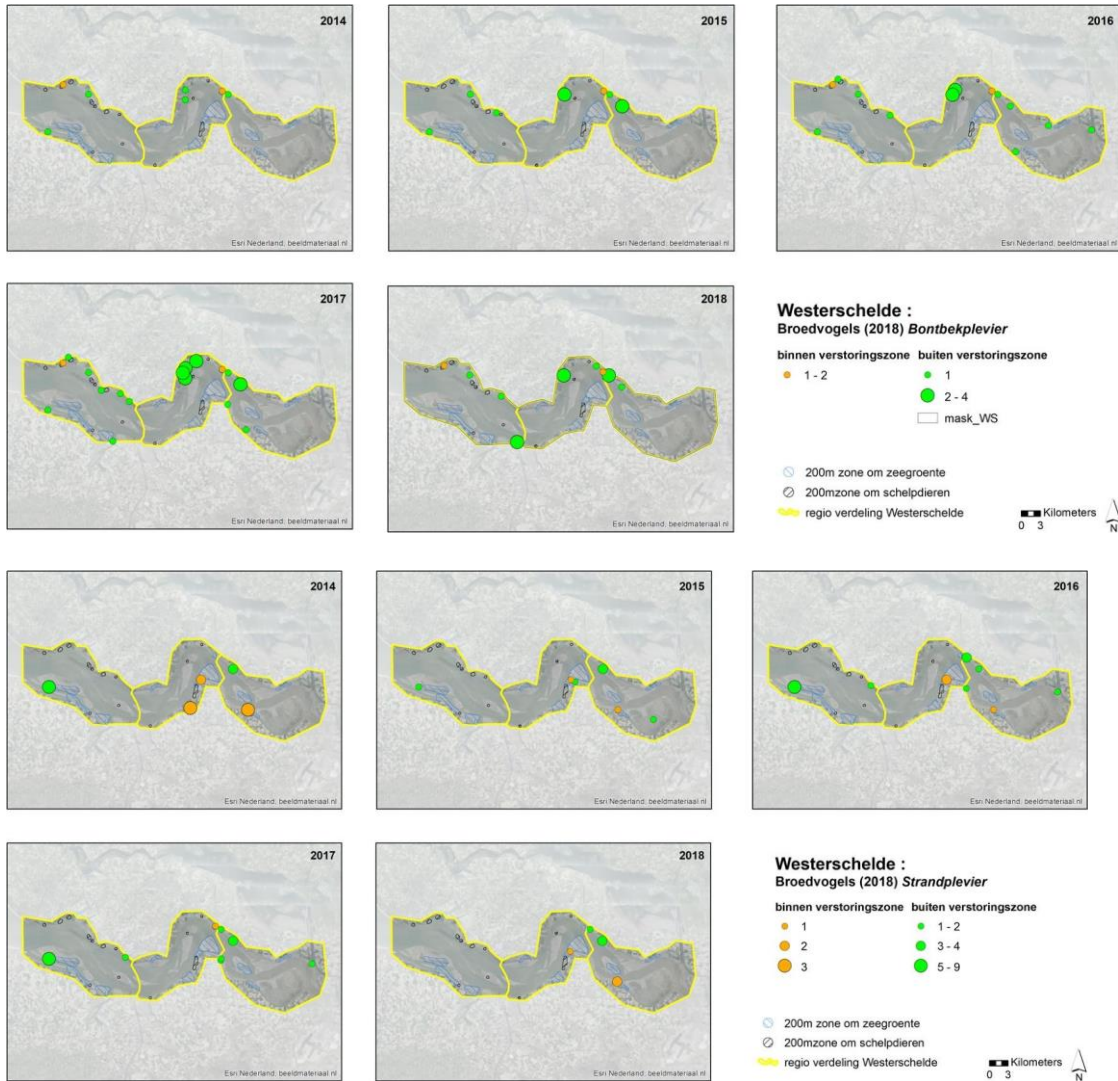 2014
Esri Nederland, beeldmateriaal.nl
2015
Esri Nederland, beeldmateriaal.nl
2016
Esri Nederland, beeldmateriaal.nl
2017
Esri Nederland, beeldmateriaal.nl
2018
Esri Nederland, beeldmateriaal.nl
Westerschelde :
Broedvogels (2018) Bontbekplevier
binnen verstoringszone buiten verstoringszone
1 - 2 1
2 - 4
mask_WS
200m zone om zeegroente
200mzone om schelpdieren
regio verdeling Westerschelde
Kilometers
0 3
N
2014
Esri Nederland, beeldmateriaal.nl
2015
Esri Nederland, beeldmateriaal.nl
2016
Esri Nederland, beeldmateriaal.nl
2017
Esri Nederland, beeldmateriaal.nl
2018
Esri Nederland, beeldmateriaal.nl
Westerschelde :
Broedvogels (2018) Strandplevier
binnen verstoringszone buiten verstoringszone
1 1 - 2
2 3 - 4
3 5 - 9
200m zone om zeegroente
200mzone om schelpdieren
regio verdeling Westerschelde
Kilometers
0 3
N